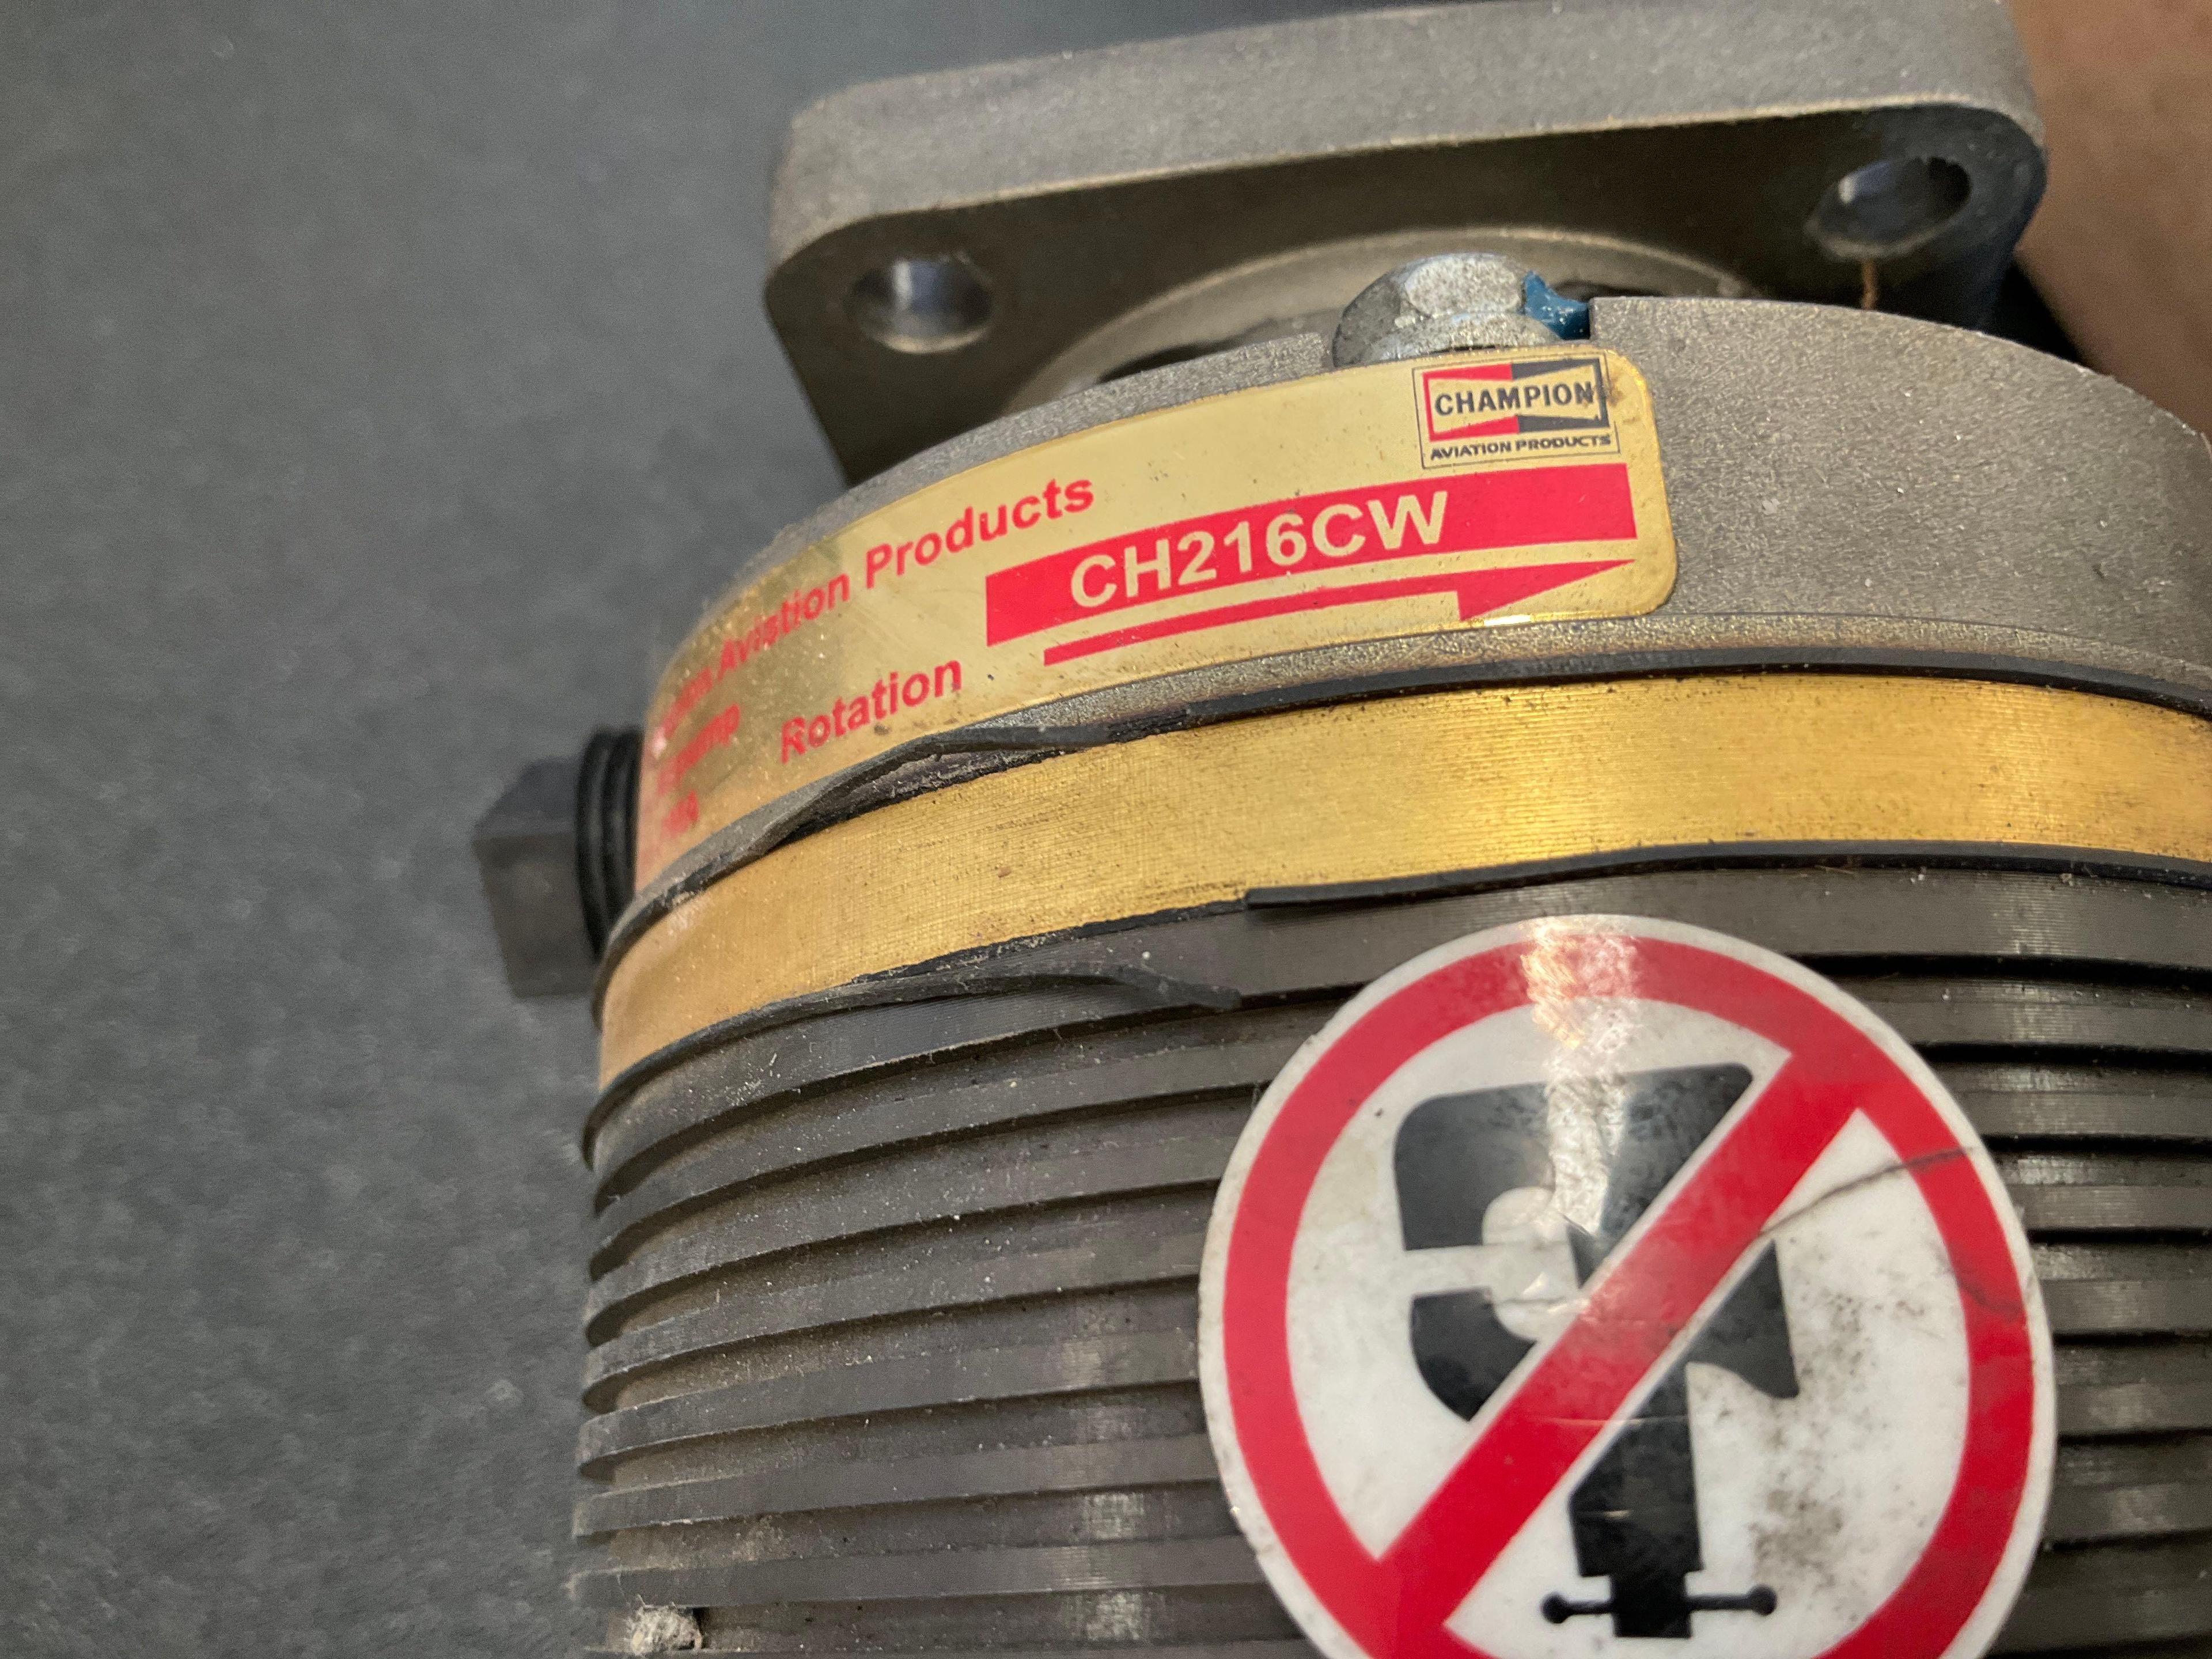 CHAMPION
AVIATION PRODUCTS
Aviation Products
CH216CW
Rotation